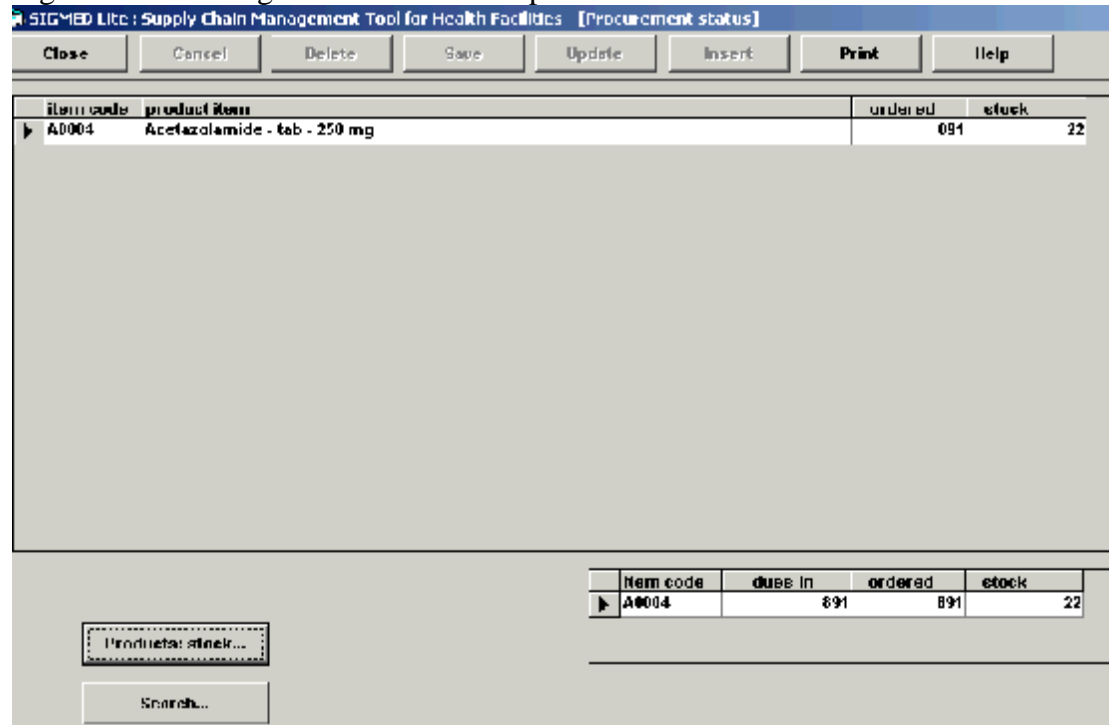 SIGMED Lite : Supply Chain Management Tool for Health Facilities [Procurement status]
Close Cancel Delete Save Update Insert Print Help
item code product item ordered stock
A0004 Acetazolamide - tab - 250 mg 891 22
Item code dues in ordered stock
A0004 891 891 22
Products: stock...
Search...